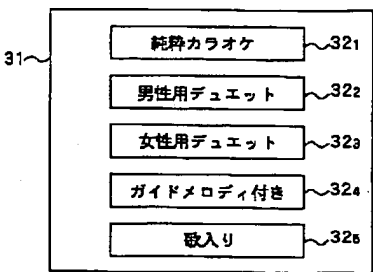 31
純粋カラオケ 32₁
男性用デュエット 32₂
女性用デュエット 32₃
ガイドメロディ付き 32₄
歌入り 32₅